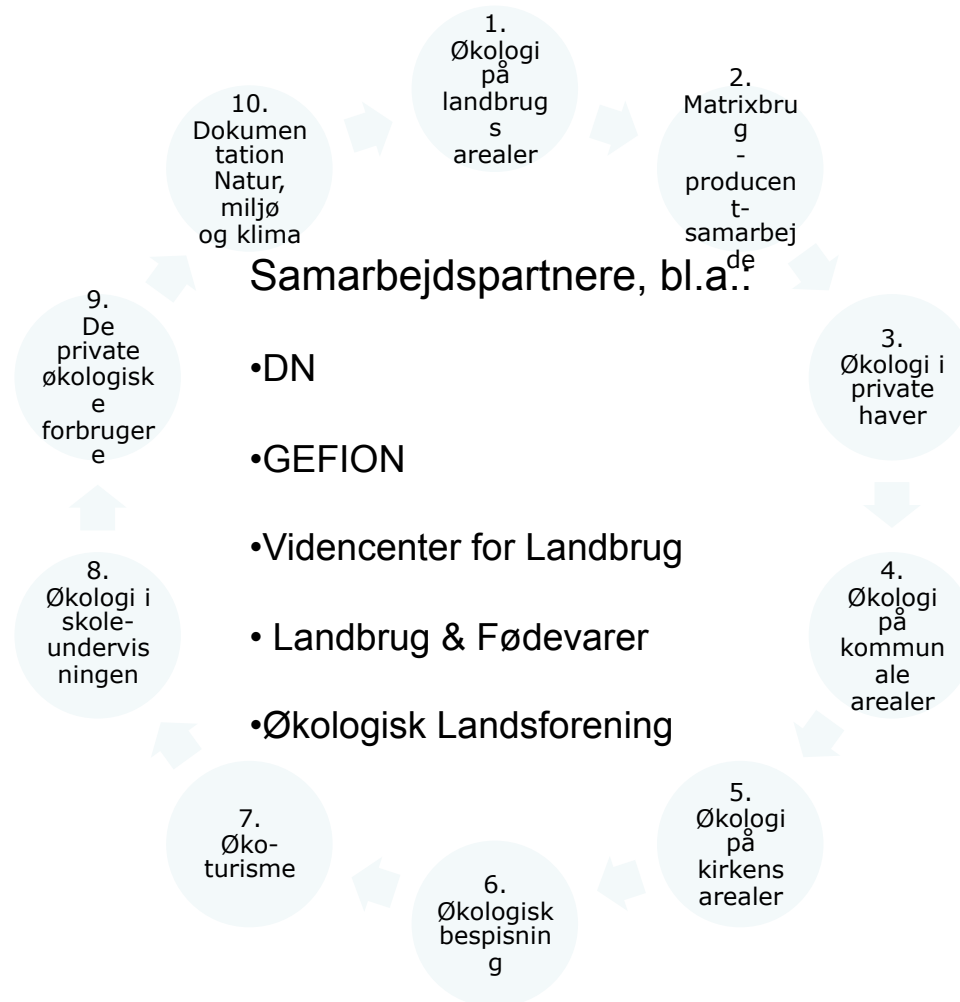 1.
Økologi
på
landbrug
s
arealer
2.
Matrixbru
g
-
producen
t-
samarbej
de
3.
Økologi i
private
haver
4.
Økologi
på
kommun
ale
arealer
5.
Økologi
på
kirkens
arealer
6.
Økologisk
bespisnin
g
7.
Øko-
turisme
8.
Økologi i
skole-
undervis
ningen
9.
De
private
økologisk
e
forbruger
e
10.
Dokumen
tation
Natur,
miljø
og klima
Samarbejdspartnere, bl.a.:
•DN
•GEFION
•Videncenter for Landbrug
• Landbrug & Fødevarer
•Økologisk Landsforening